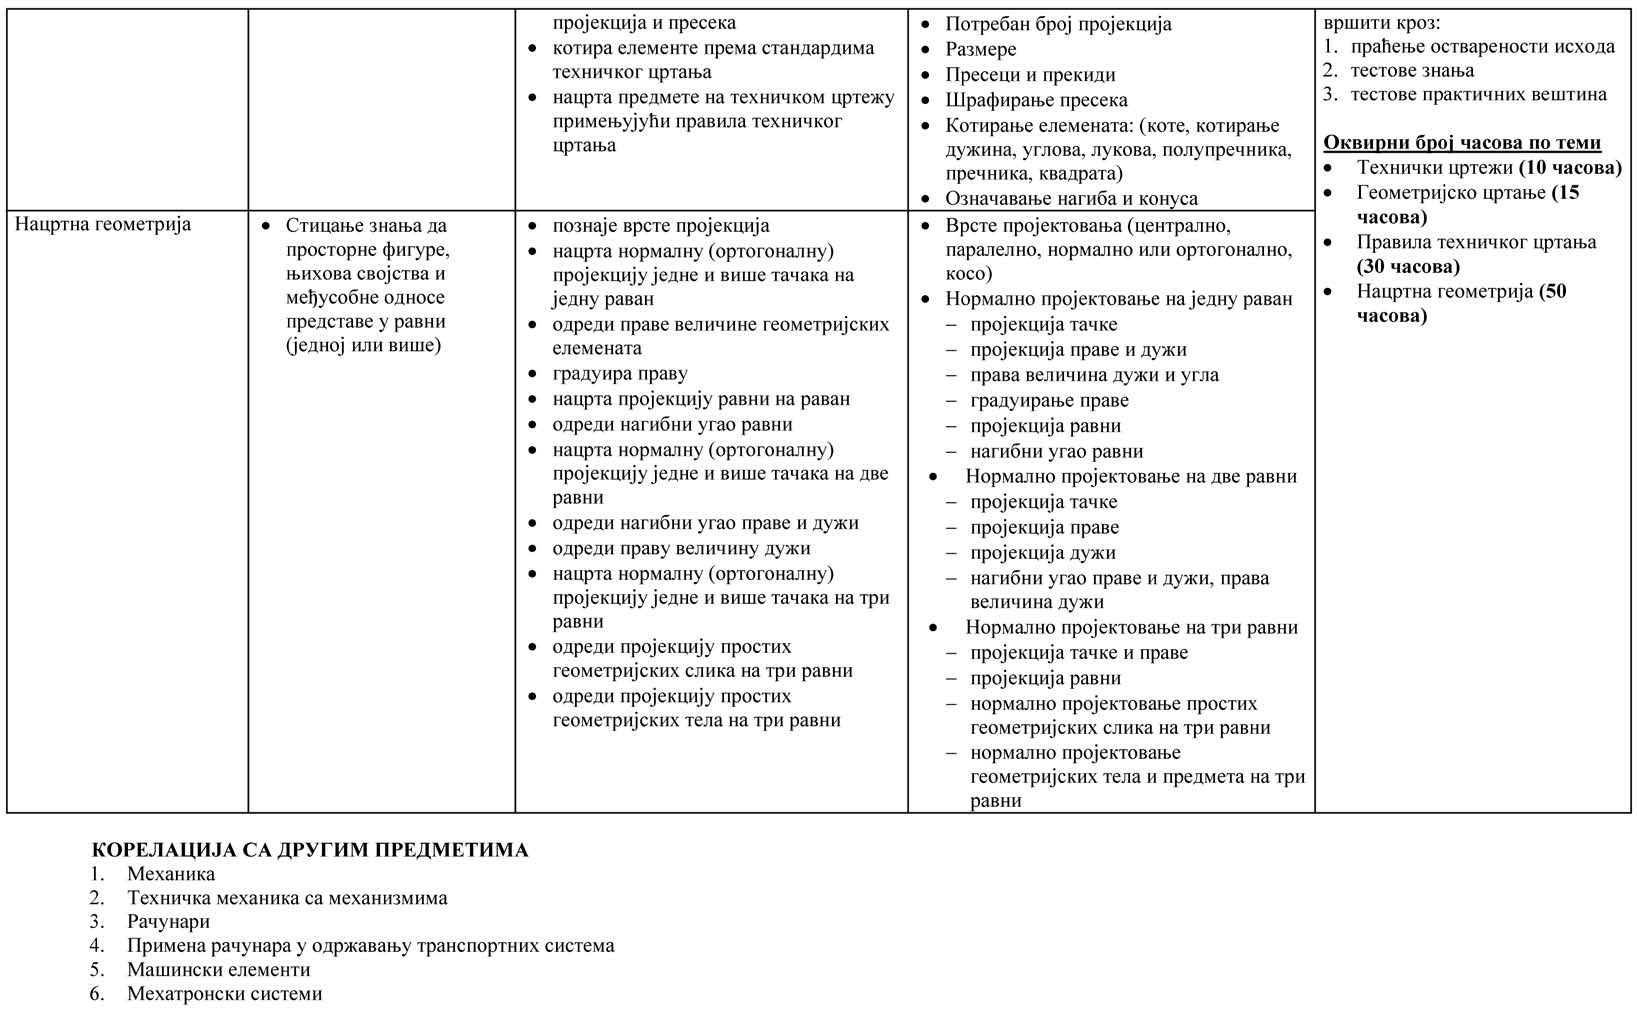 пројекција и пресека
• котира елементе према стандардима
техничког цртања
• нацрта предмете на техничком цртежу
примењујући правила техничког
цртања
• Потребан број пројекција
• Размере
• Пресеци и прекиди
• Шрафирање пресека
• Котирање елемената: (коте, котирање
дужина, углова, лукова, полупречника,
пречника, квадрата)
• Означавање нагиба и конуса
вршити кроз:
1. праћење остварености исхода
2. тестове знања
3. тестове практичних вештина
Оквирни број часова по теми
• Технички цртежи (10 часова)
• Геометријско цртање (15
часова)
• Правила техничког цртања
(30 часова)
• Нацртна геометрија (50
часова)
Нацртна геометрија
• Стицање знања да
просторне фигуре,
њихова својства и
међусобне односе
представе у равни
(једној или више)
• познаје врсте пројекција
• нацрта нормалну (ортогоналну)
пројекцију једне и више тачака на
једну раван
• одреди праве величине геометријских
елемената
• градуира праву
• нацрта пројекцију равни на раван
• одреди нагибни угао равни
• нацрта нормалну (ортогоналну)
пројекцију једне и више тачака на две
равни
• одреди нагибни угао праве и дужи
• одреди праву величину дужи
• нацрта нормалну (ортогоналну)
пројекцију једне и више тачака на три
равни
• одреди пројекцију простих
геометријских слика на три равни
• одреди пројекцију простих
геометријских тела на три равни
• Врсте пројектовања (централно,
паралелно, нормално или ортогонално,
косо)
• Нормално пројектовање на једну раван
– пројекција тачке
– пројекција праве и дужи
– права величина дужи и угла
– градуирање праве
– пројекција равни
– нагибни угао равни
• Нормално пројектовање на две равни
– пројекција тачке
– пројекција праве
– пројекција дужи
– нагибни угао праве и дужи, права
величина дужи
• Нормално пројектовање на три равни
– пројекција тачке и праве
– пројекција равни
– нормално пројектовање простих
геометријских слика на три равни
– нормално пројектовање
геометријских тела и предмета на три
равни
КОРЕЛАЦИЈА СА ДРУГИМ ПРЕДМЕТИМА
1. Механика
2. Техничка механика са механизмима
3. Рачунари
4. Примена рачунара у одржавању транспортних система
5. Машински елементи
6. Мехатронски системи